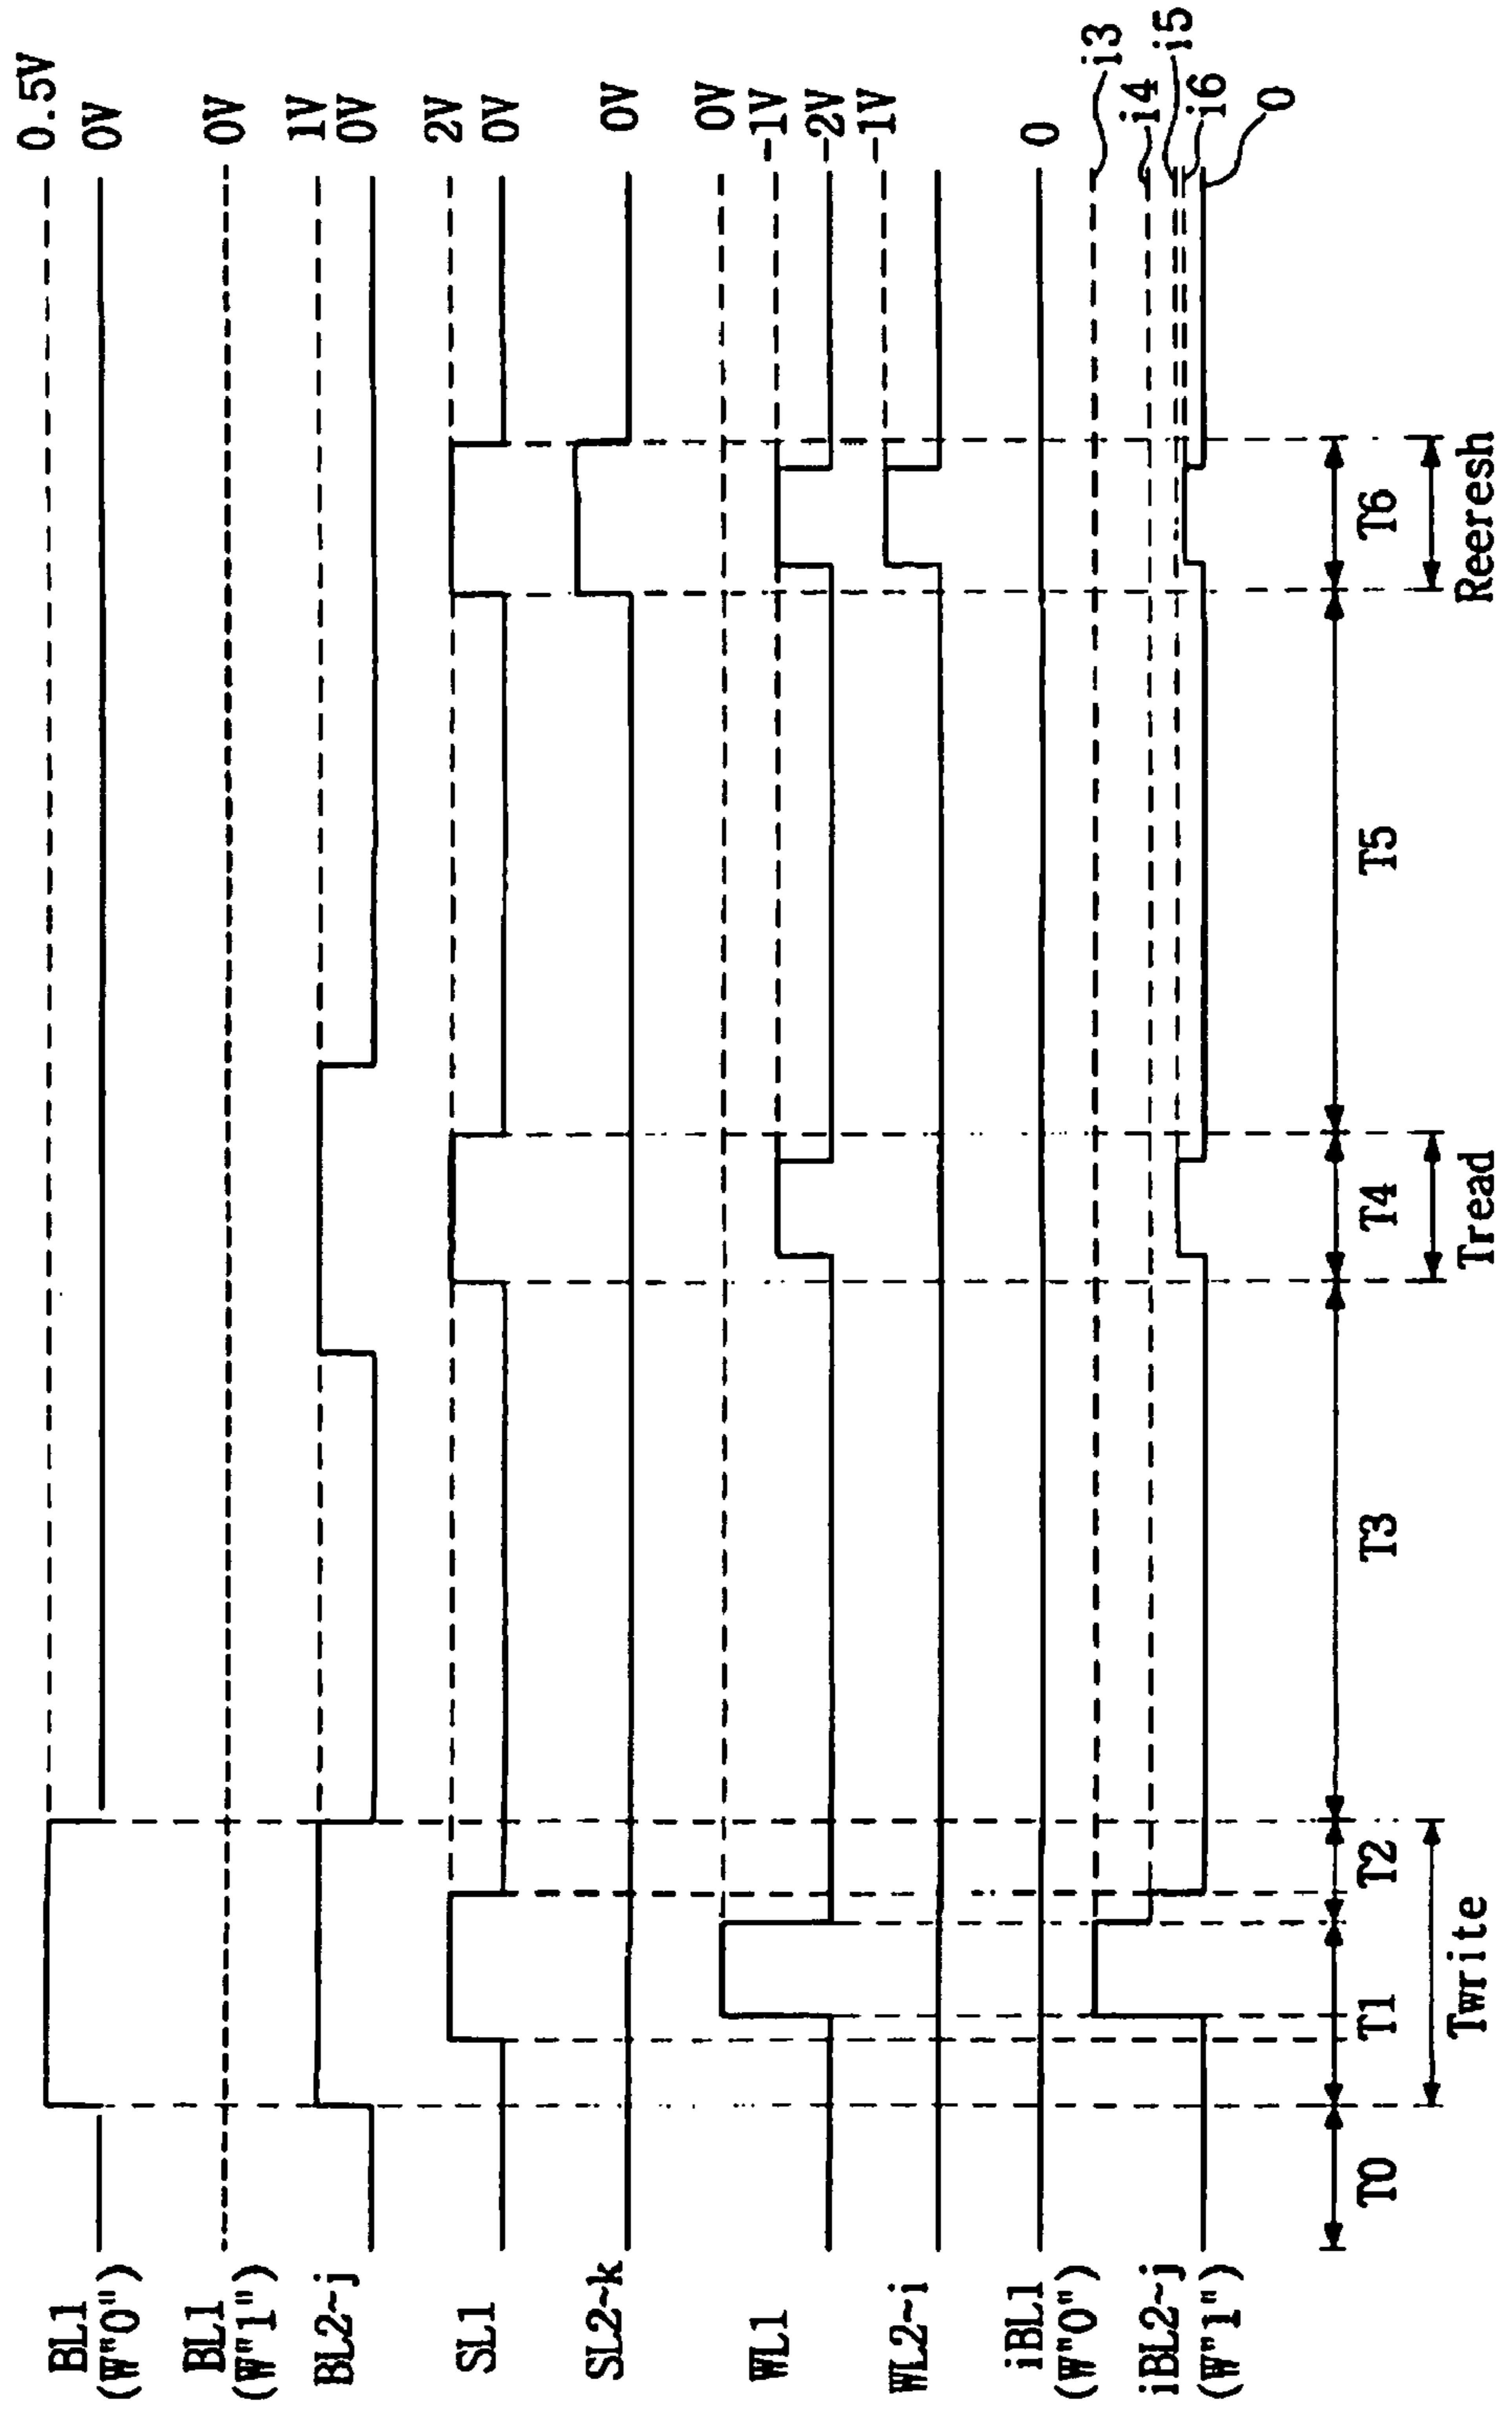 BL1
(W"0")
0.5V
0V
BL1
(W"1")
0V
BL2~j
1V
0V
SL1
2V
0V
SL2~k
0V
WL1
0V
-1V
-2V
WL2~i
-1V
iBL1
(W"0")
0
iBL2~j
(W"1")
i3
i4
i5
i6
0
T0
T1
T2
T3
T4
T5
T6
Twrite
Tread
Reeresh